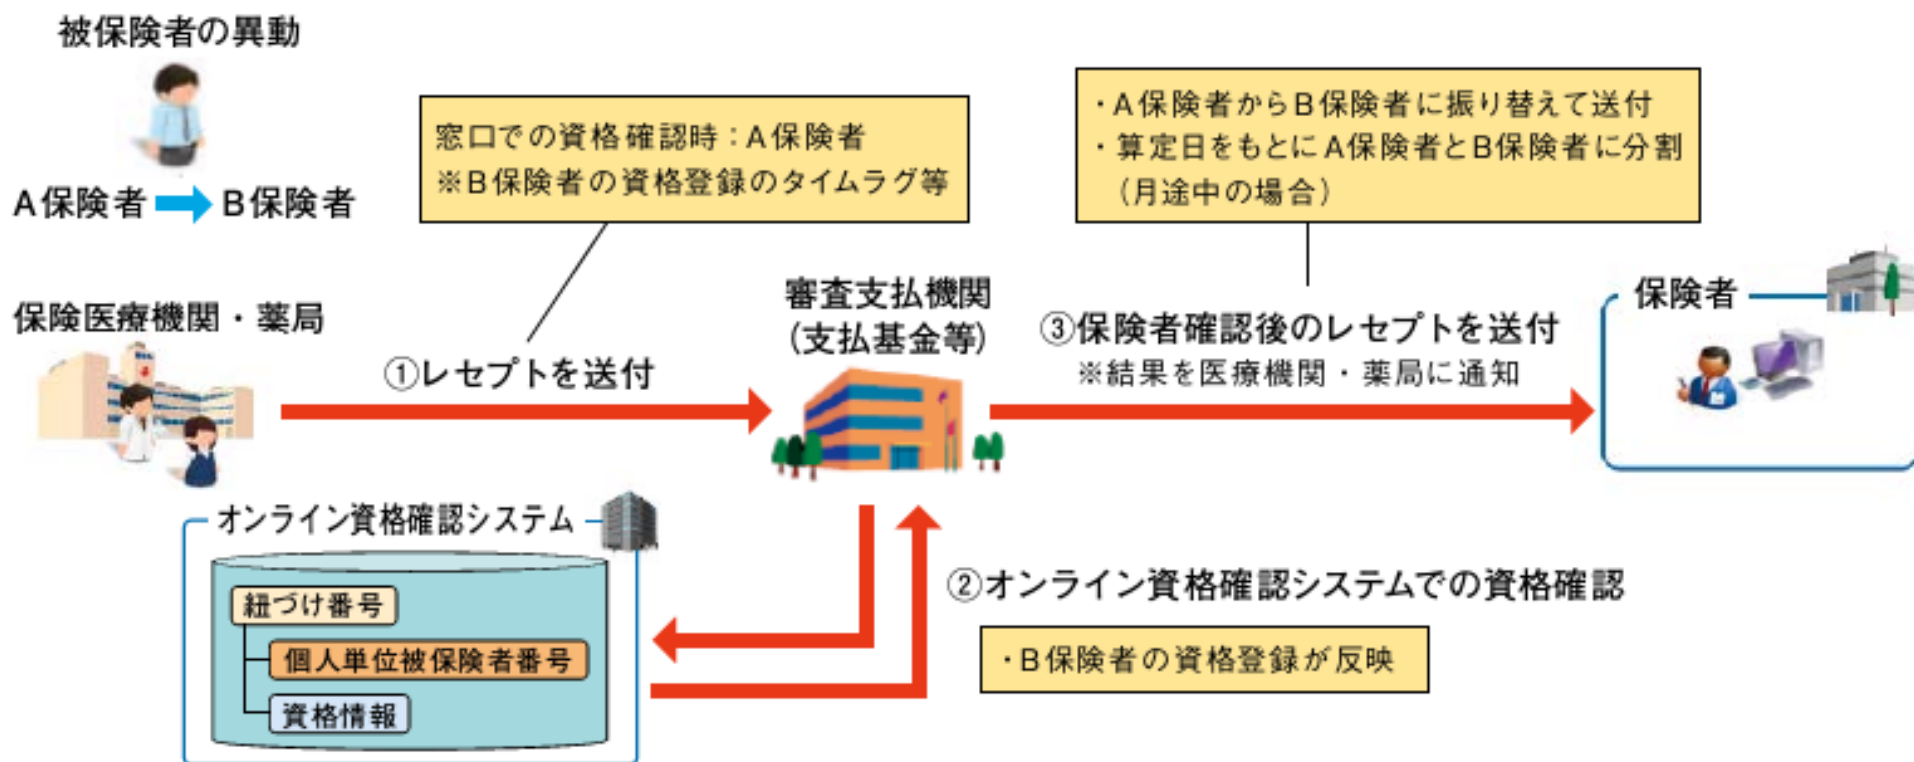 被保険者の異動
A保険者
B保険者
窓口での資格確認時：A保険者
※B保険者の資格登録のタイムラグ等
・A保険者からB保険者に振り替えて送付
・算定日をもとにA保険者とB保険者に分割
（月途中の場合）
保険医療機関・薬局
①レセプトを送付
審査支払機関
(支払基金等)
③保険者確認後のレセプトを送付
※結果を医療機関・薬局に通知
保険者
オンライン資格確認システム
紐づけ番号
個人単位被保険者番号
資格情報
②オンライン資格確認システムでの資格確認
・B保険者の資格登録が反映